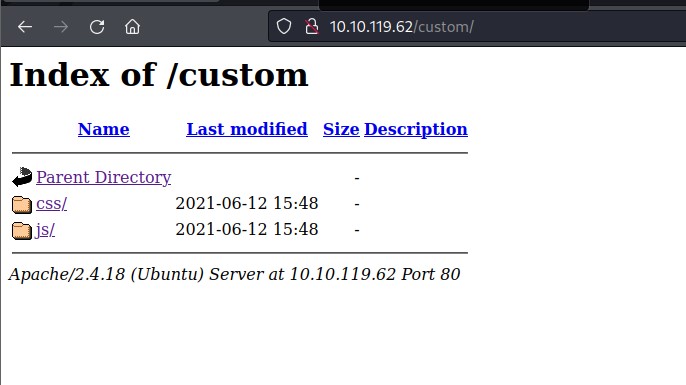 10.10.119.62/custom/
Index of /custom
Name Last modified Size Description
Parent Directory -
css/ 2021-06-12 15:48 -
js/ 2021-06-12 15:48 -
Apache/2.4.18 (Ubuntu) Server at 10.10.119.62 Port 80